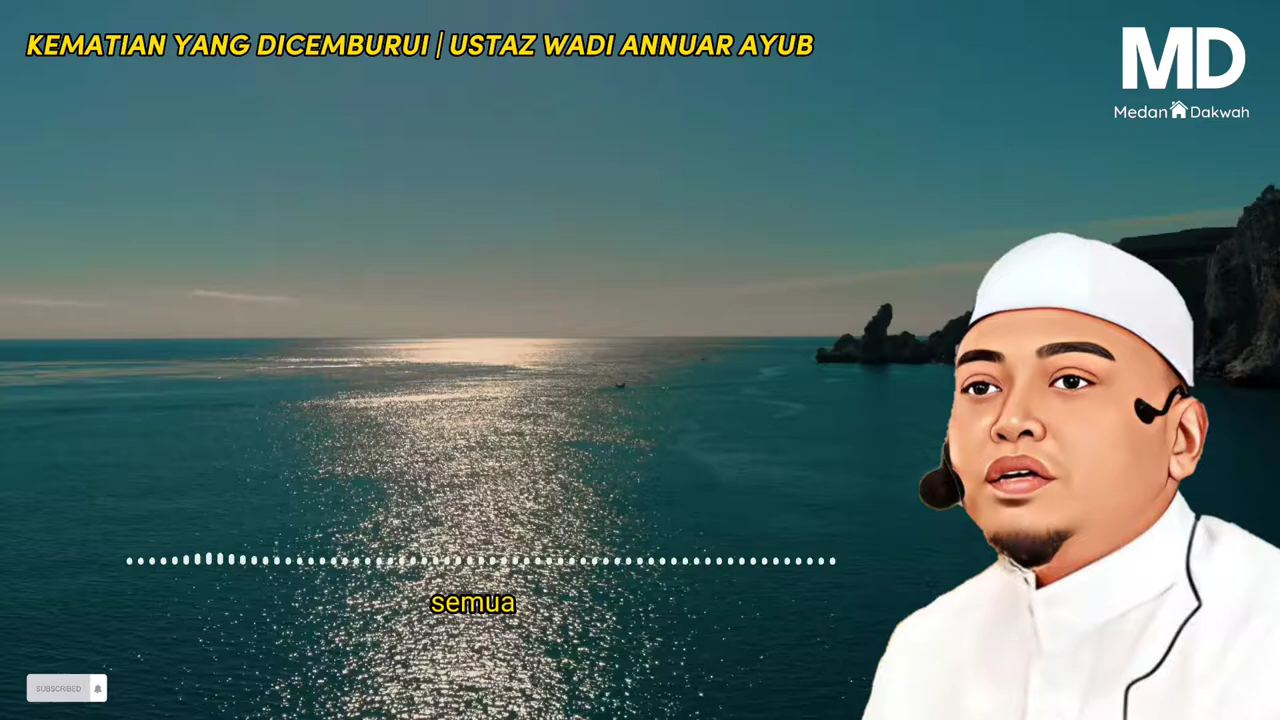 KEMATIAN YANG DICEMBURUI | USTAZ WADI ANNUAR AYUB
MD
Medan Dakwah
semua
SUBSCRIBED